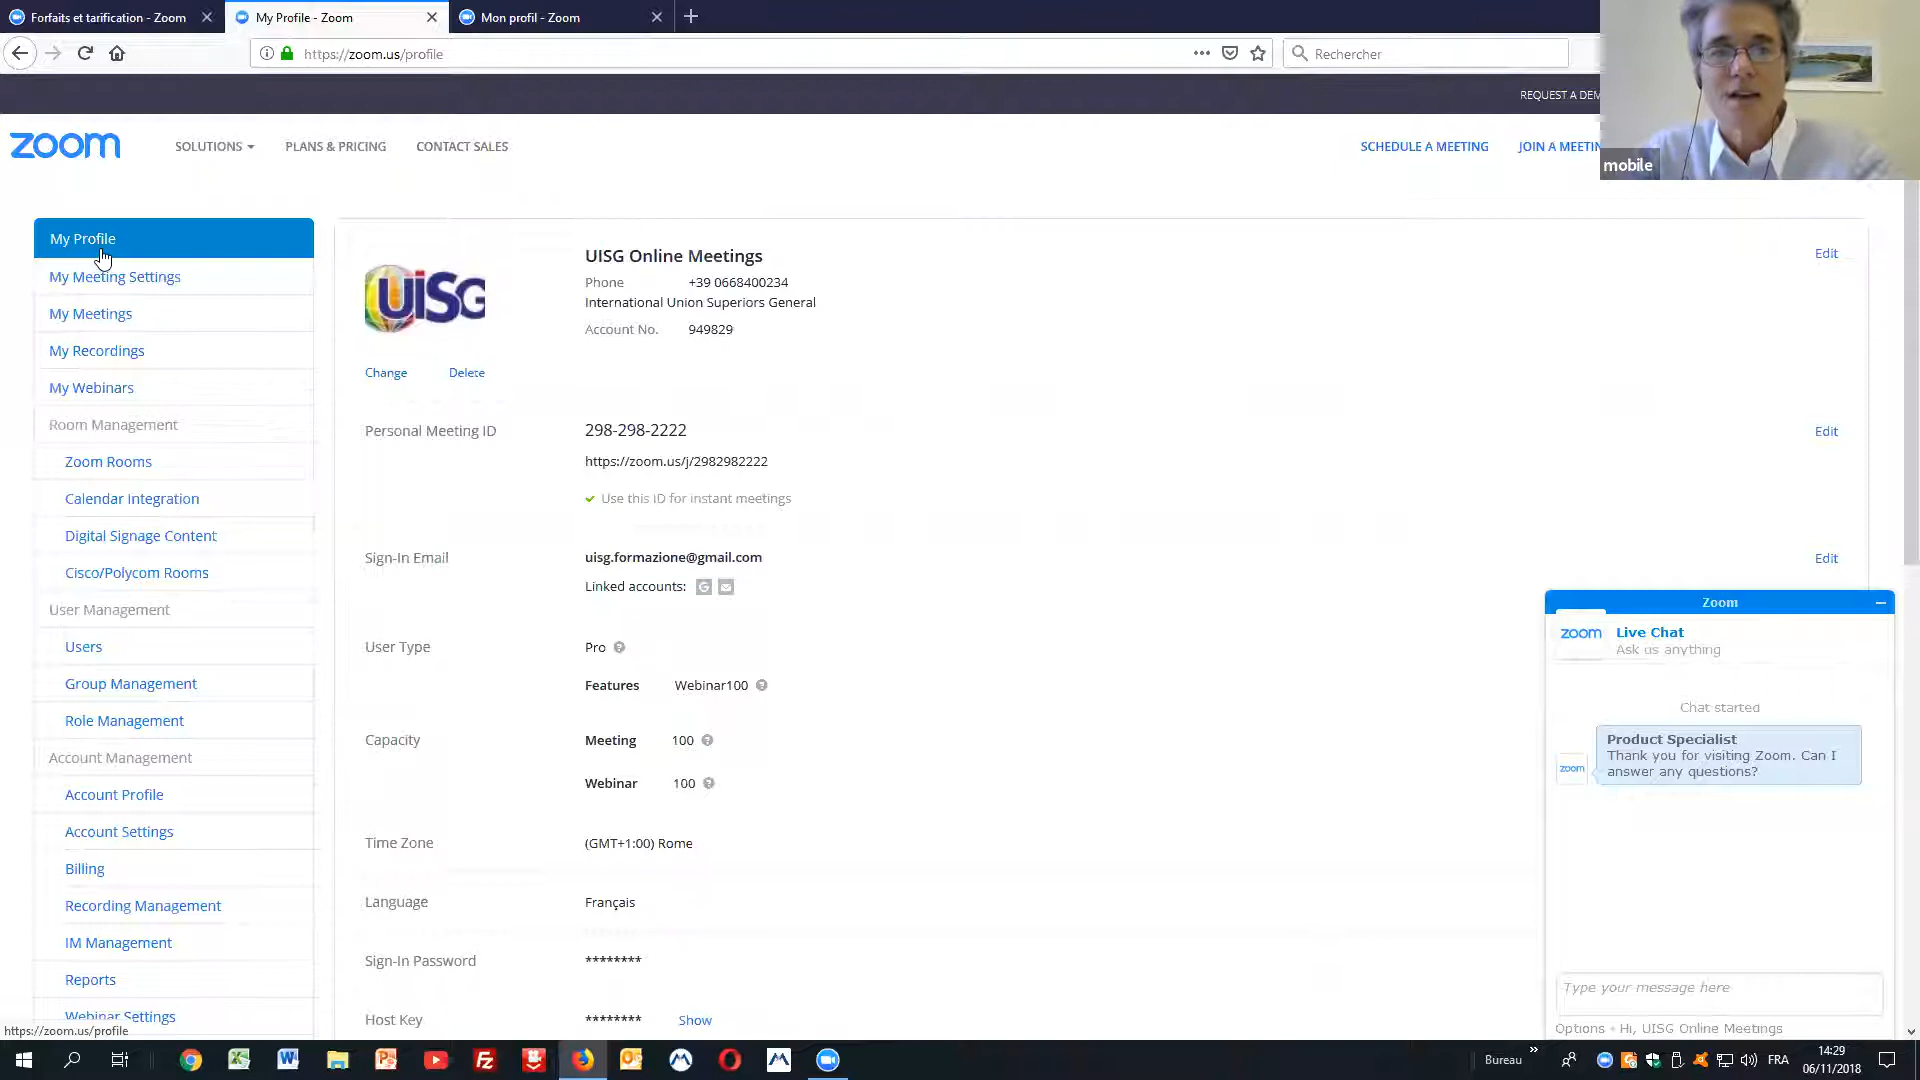 Forfaits et tarification - Zoom
My Profile - Zoom
Mon profil - Zoom
https://zoom.us/profile
Rechercher
REQUEST A DEM
zoom
SOLUTIONS
PLANS & PRICING
CONTACT SALES
SCHEDULE A MEETING
JOIN A MEETIN
mobile
My Profile
My Meeting Settings
My Meetings
My Recordings
My Webinars
Room Management
Zoom Rooms
Calendar Integration
Digital Signage Content
Cisco/Polycom Rooms
User Management
Users
Group Management
Role Management
Account Management
Account Profile
Account Settings
Billing
Recording Management
IM Management
Reports
Webinar Settings
https://zoom.us/profile
UISG
Change
Delete
UISG Online Meetings
Edit
Phone +39 0668400234
International Union Superiors General
Account No. 949829
Personal Meeting ID
298-298-2222
Edit
https://zoom.us/j/2982982222
Use this ID for instant meetings
Sign-In Email
uisg.formazione@gmail.com
Edit
Linked accounts:
User Type
Pro
Features Webinar100
Capacity
Meeting 100
Webinar 100
Time Zone
(GMT+1:00) Rome
Language
Français
Sign-In Password
********
Host Key
********
Show
Zoom
zoom
Live Chat
Ask us anything
Chat started
Product Specialist
Thank you for visiting Zoom. Can I
answer any questions?
zoom
Type your message here
Options • Hi, UISG Online Meetings
Bureau
FRA
14:29
06/11/2018